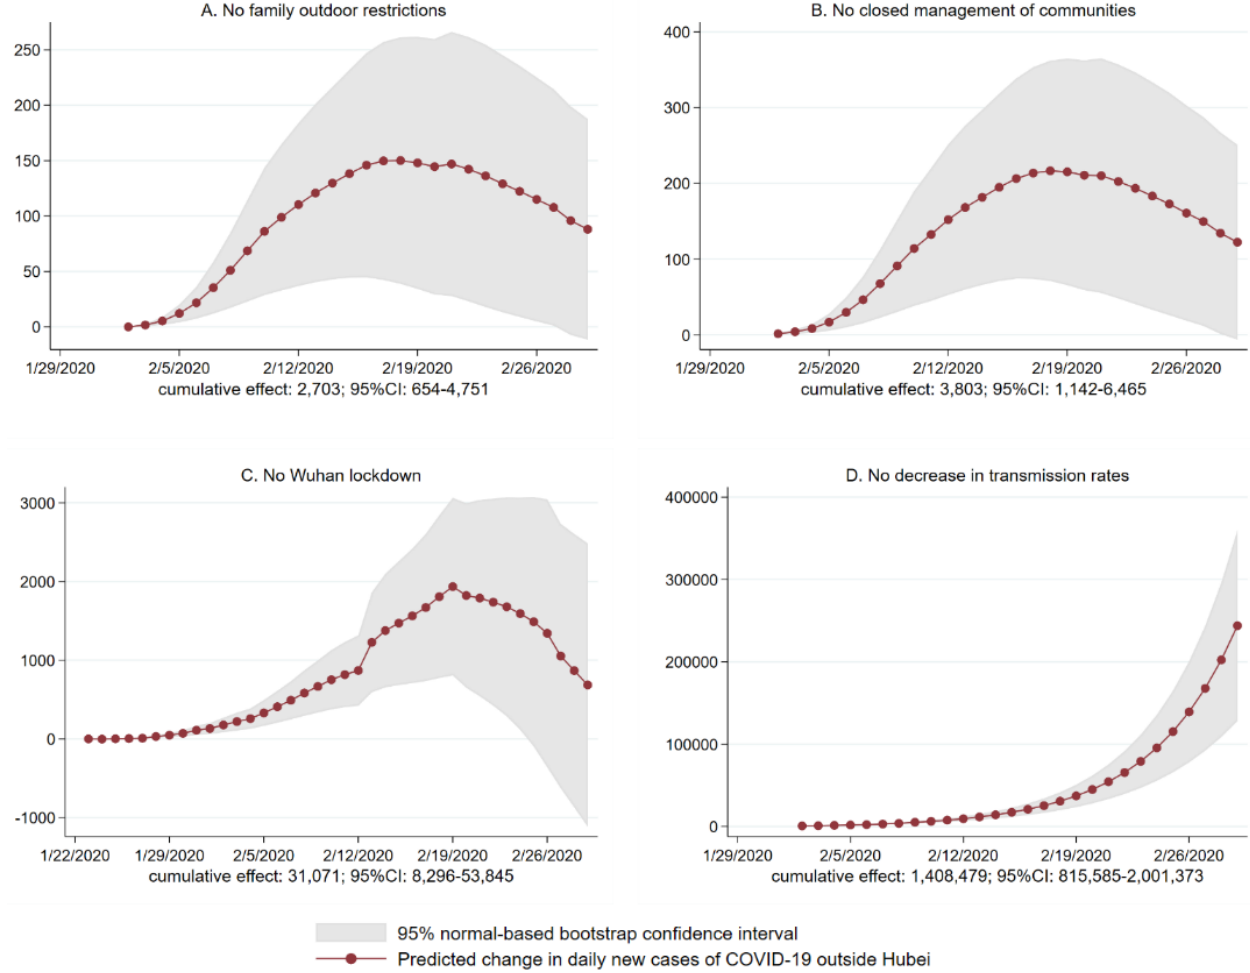 A. No family outdoor restrictions
250
200
150
100
50
0
1/29/2020 2/5/2020 2/12/2020 2/19/2020 2/26/2020
cumulative effect: 2,703; 95%CI: 654-4,751
B. No closed management of communities
400
300
200
100
0
1/29/2020 2/5/2020 2/12/2020 2/19/2020 2/26/2020
cumulative effect: 3,803; 95%CI: 1,142-6,465
C. No Wuhan lockdown
3000
2000
1000
0
-1000
1/22/2020 1/29/2020 2/5/2020 2/12/2020 2/19/2020 2/26/2020
cumulative effect: 31,071; 95%CI: 8,296-53,845
D. No decrease in transmission rates
400000
300000
200000
100000
0
1/29/2020 2/5/2020 2/12/2020 2/19/2020 2/26/2020
cumulative effect: 1,408,479; 95%CI: 815,585-2,001,373
95% normal-based bootstrap confidence interval
Predicted change in daily new cases of COVID-19 outside Hubei